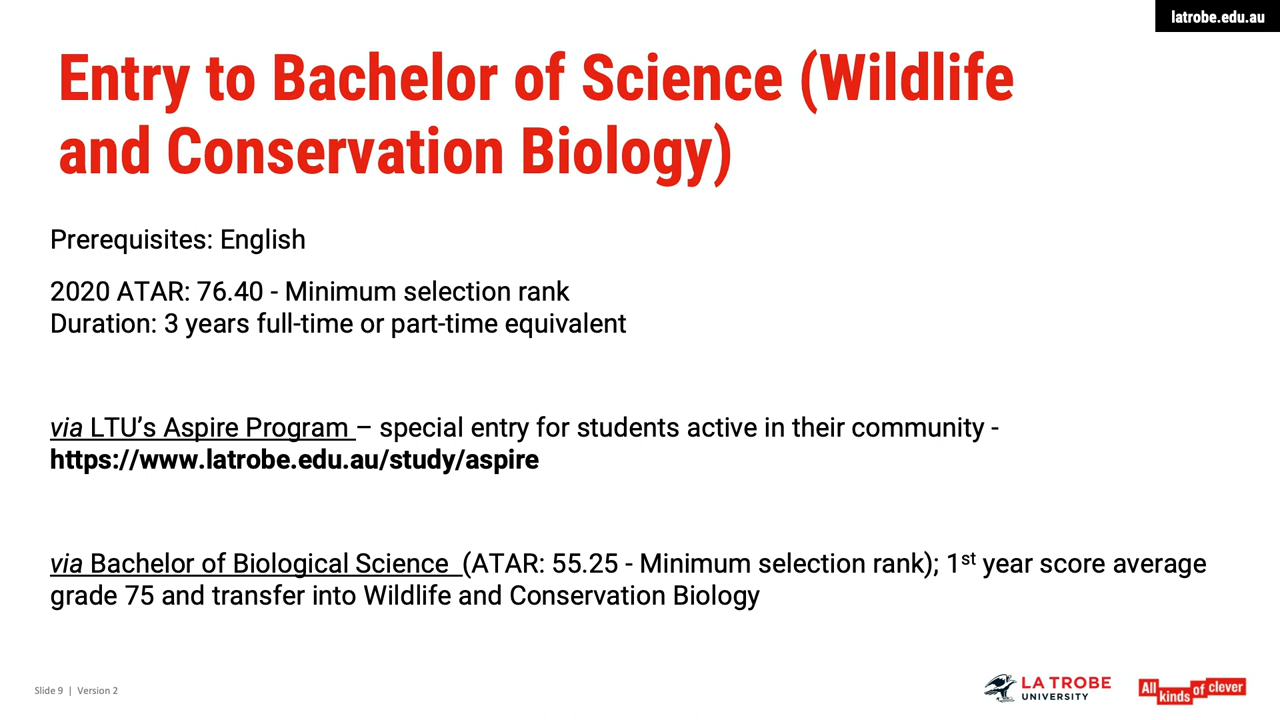 latrobe.edu.au
Entry to Bachelor of Science (Wildlife
and Conservation Biology)
Prerequisites: English
2020 ATAR: 76.40 - Minimum selection rank
Duration: 3 years full-time or part-time equivalent
via LTU’s Aspire Program – special entry for students active in their community -
https://www.latrobe.edu.au/study/aspire
via Bachelor of Biological Science (ATAR: 55.25 - Minimum selection rank); 1st year score average
grade 75 and transfer into Wildlife and Conservation Biology
Slide 9 | Version 2
LA TROBE
UNIVERSITY
All kinds of clever